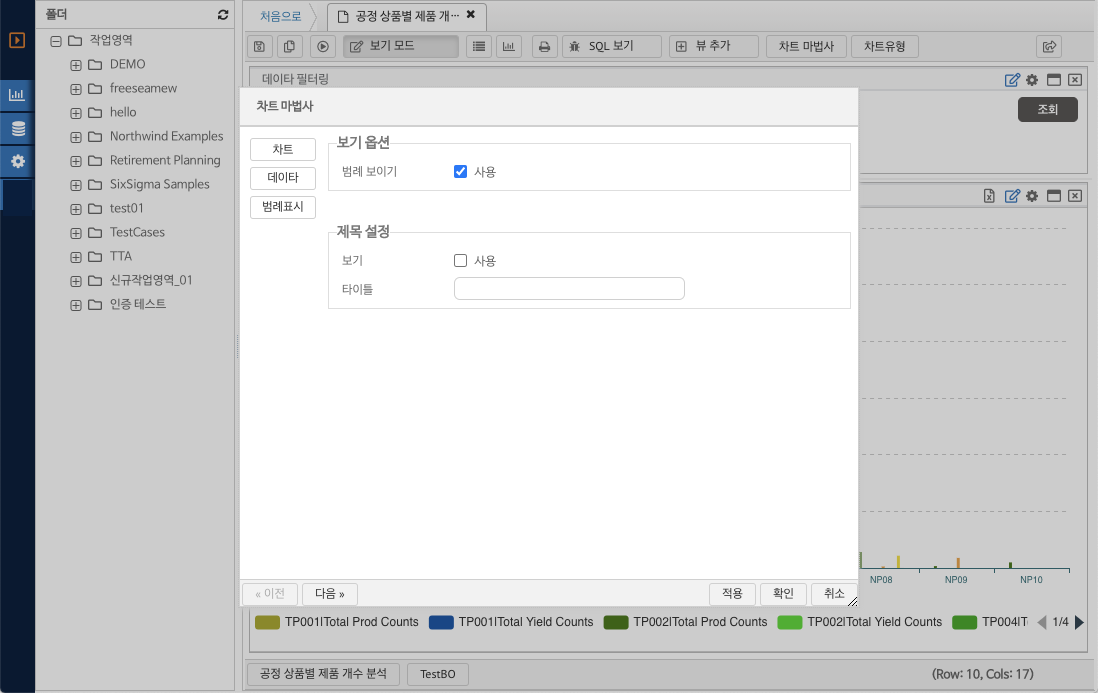 폴더
작업영역
DEMO
freeseamew
hello
Northwind Examples
Retirement Planning
SixSigma Samples
test01
TestCases
TTA
신규작업영역_01
인증 테스트
처음으로
공정 상품별 제품 개···
보기 모드
SQL 보기
뷰 추가
차트 마법사
차트유형
데이타 필터링
조회
차트 마법사
차트
데이타
범례표시
보기 옵션
범례 보이기
사용
제목 설정
보기
사용
타이틀
« 이전
다음 »
적용
확인
취소
NP08
NP09
NP10
TP001|Total Prod Counts
TP001|Total Yield Counts
TP002|Total Prod Counts
TP002|Total Yield Counts
TP004|T
1/4
공정 상품별 제품 개수 분석
TestBO
(Row: 10, Cols: 17)